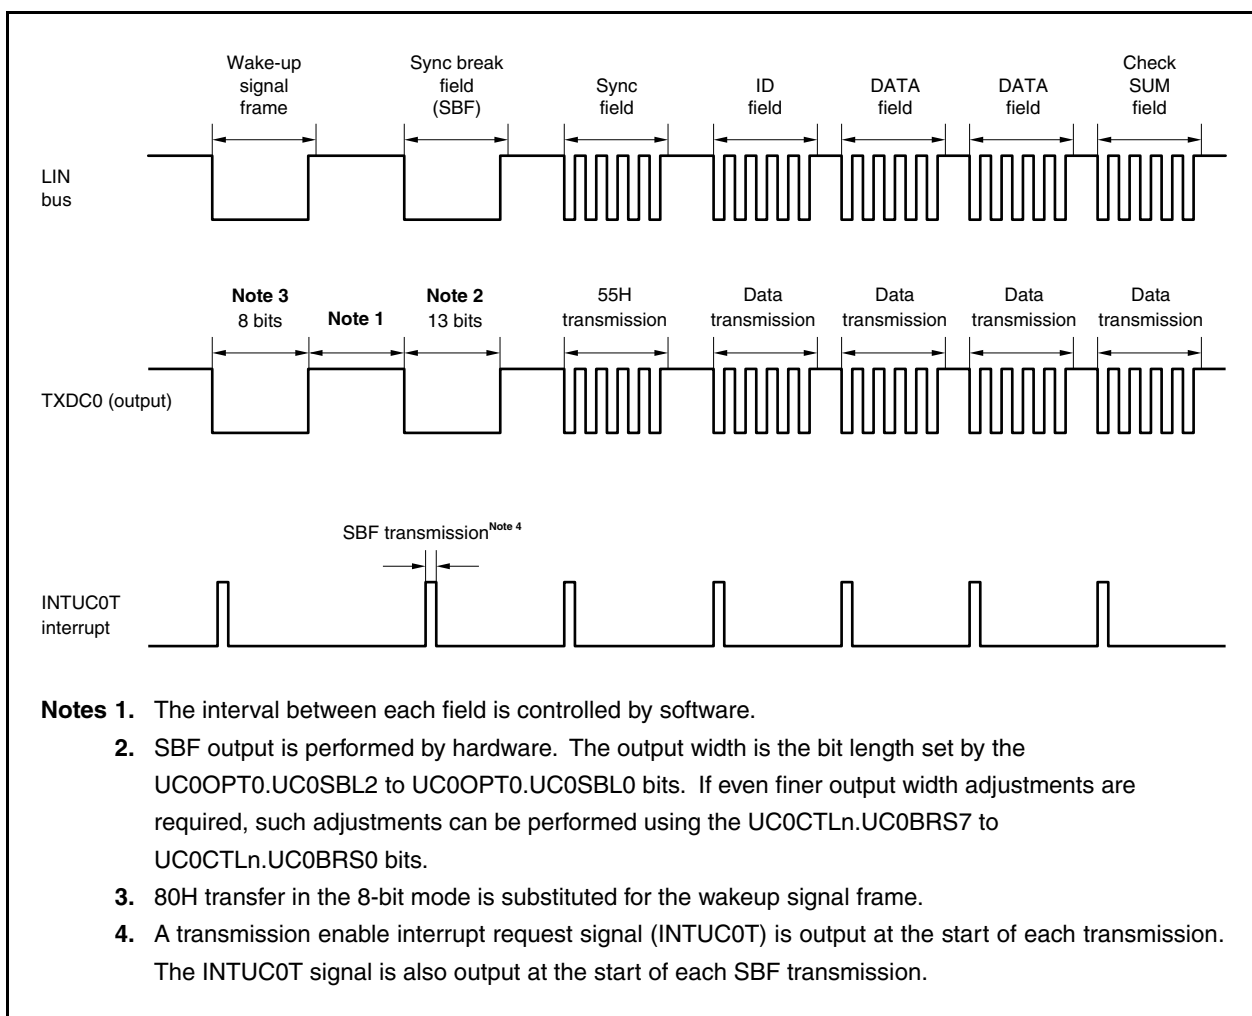 Wake-up
signal
frame
Sync break
field
(SBF)
Sync
field
ID
field
DATA
field
DATA
field
Check
SUM
field
LIN
bus
Note 3
8 bits
Note 1
Note 2
13 bits
55H
transmission
Data
transmission
Data
transmission
Data
transmission
Data
transmission
TXDC0 (output)
SBF transmission Note 4
INTUC0T
interrupt
Notes 1. The interval between each field is controlled by software.
2. SBF output is performed by hardware. The output width is the bit length set by the
UC0OPT0.UC0SBL2 to UC0OPT0.UC0SBL0 bits. If even finer output width adjustments are
required, such adjustments can be performed using the UC0CTLn.UC0BRS7 to
UC0CTLn.UC0BRS0 bits.
3. 80H transfer in the 8-bit mode is substituted for the wakeup signal frame.
4. A transmission enable interrupt request signal (INTUC0T) is output at the start of each transmission.
The INTUC0T signal is also output at the start of each SBF transmission.